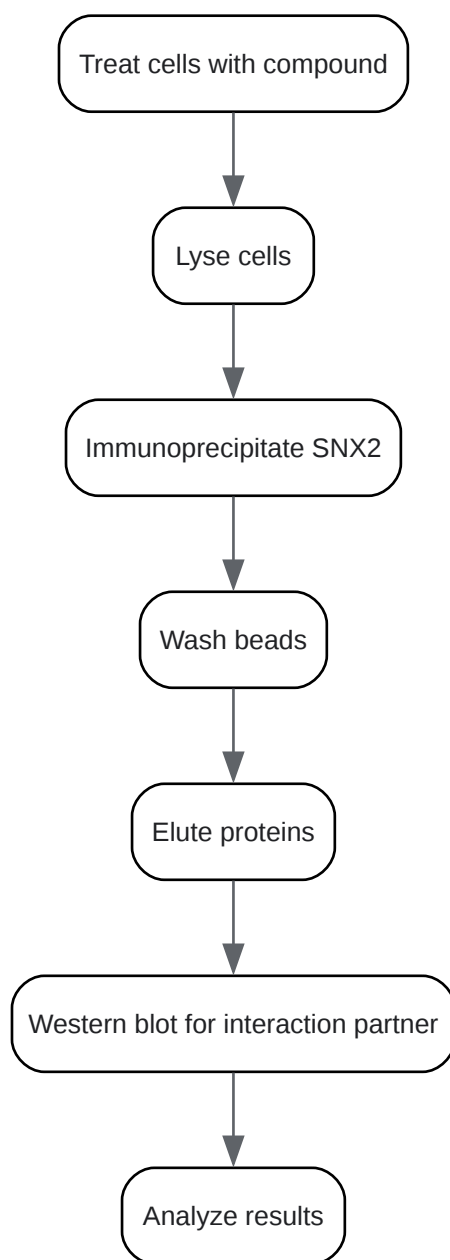 Treat cells with compound
Lyse cells
Immunoprecipitate SNX2
Wash beads
Elute proteins
Western blot for interaction partner
Analyze results